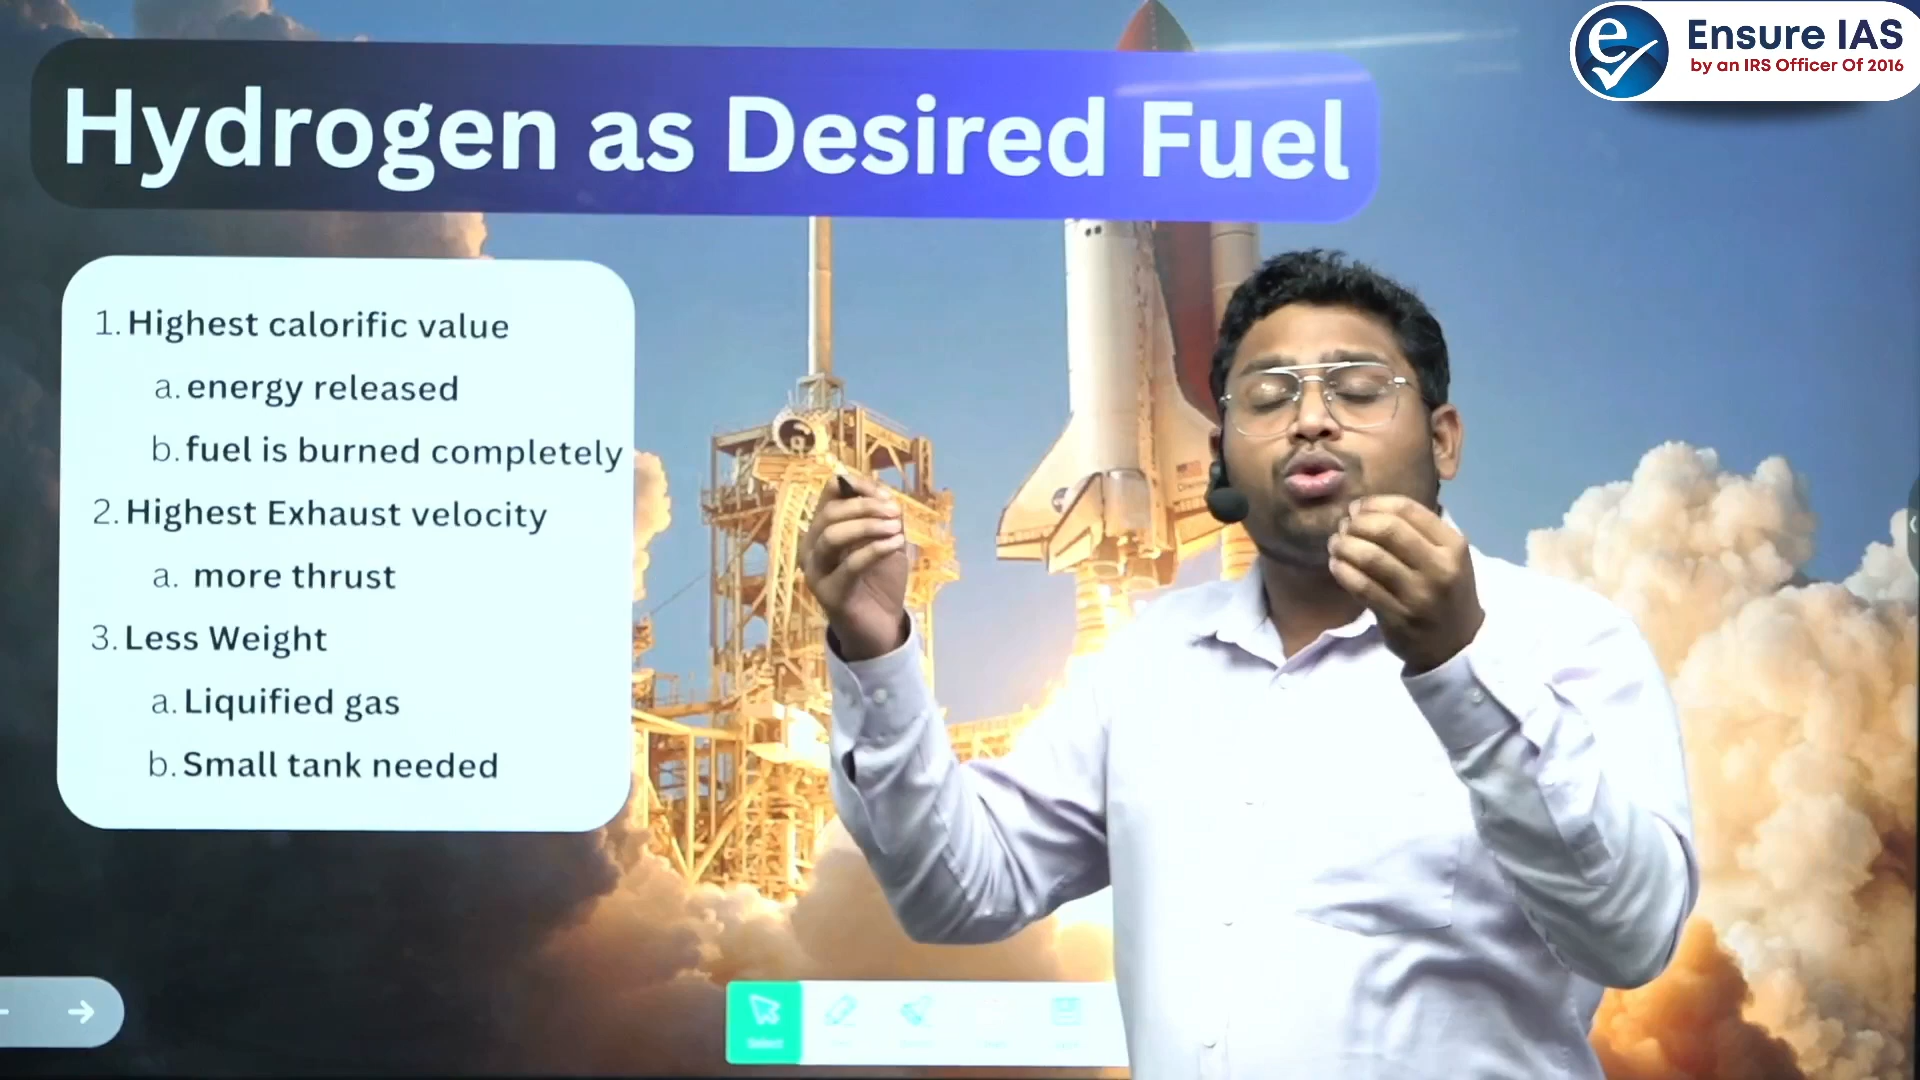 Ensure IAS
by an IRS Officer Of 2016
Hydrogen as Desired Fuel
1. Highest calorific value
a. energy released
b. fuel is burned completely
2. Highest Exhaust velocity
a. more thrust
3. Less Weight
a. Liquified gas
b. Small tank needed
Select